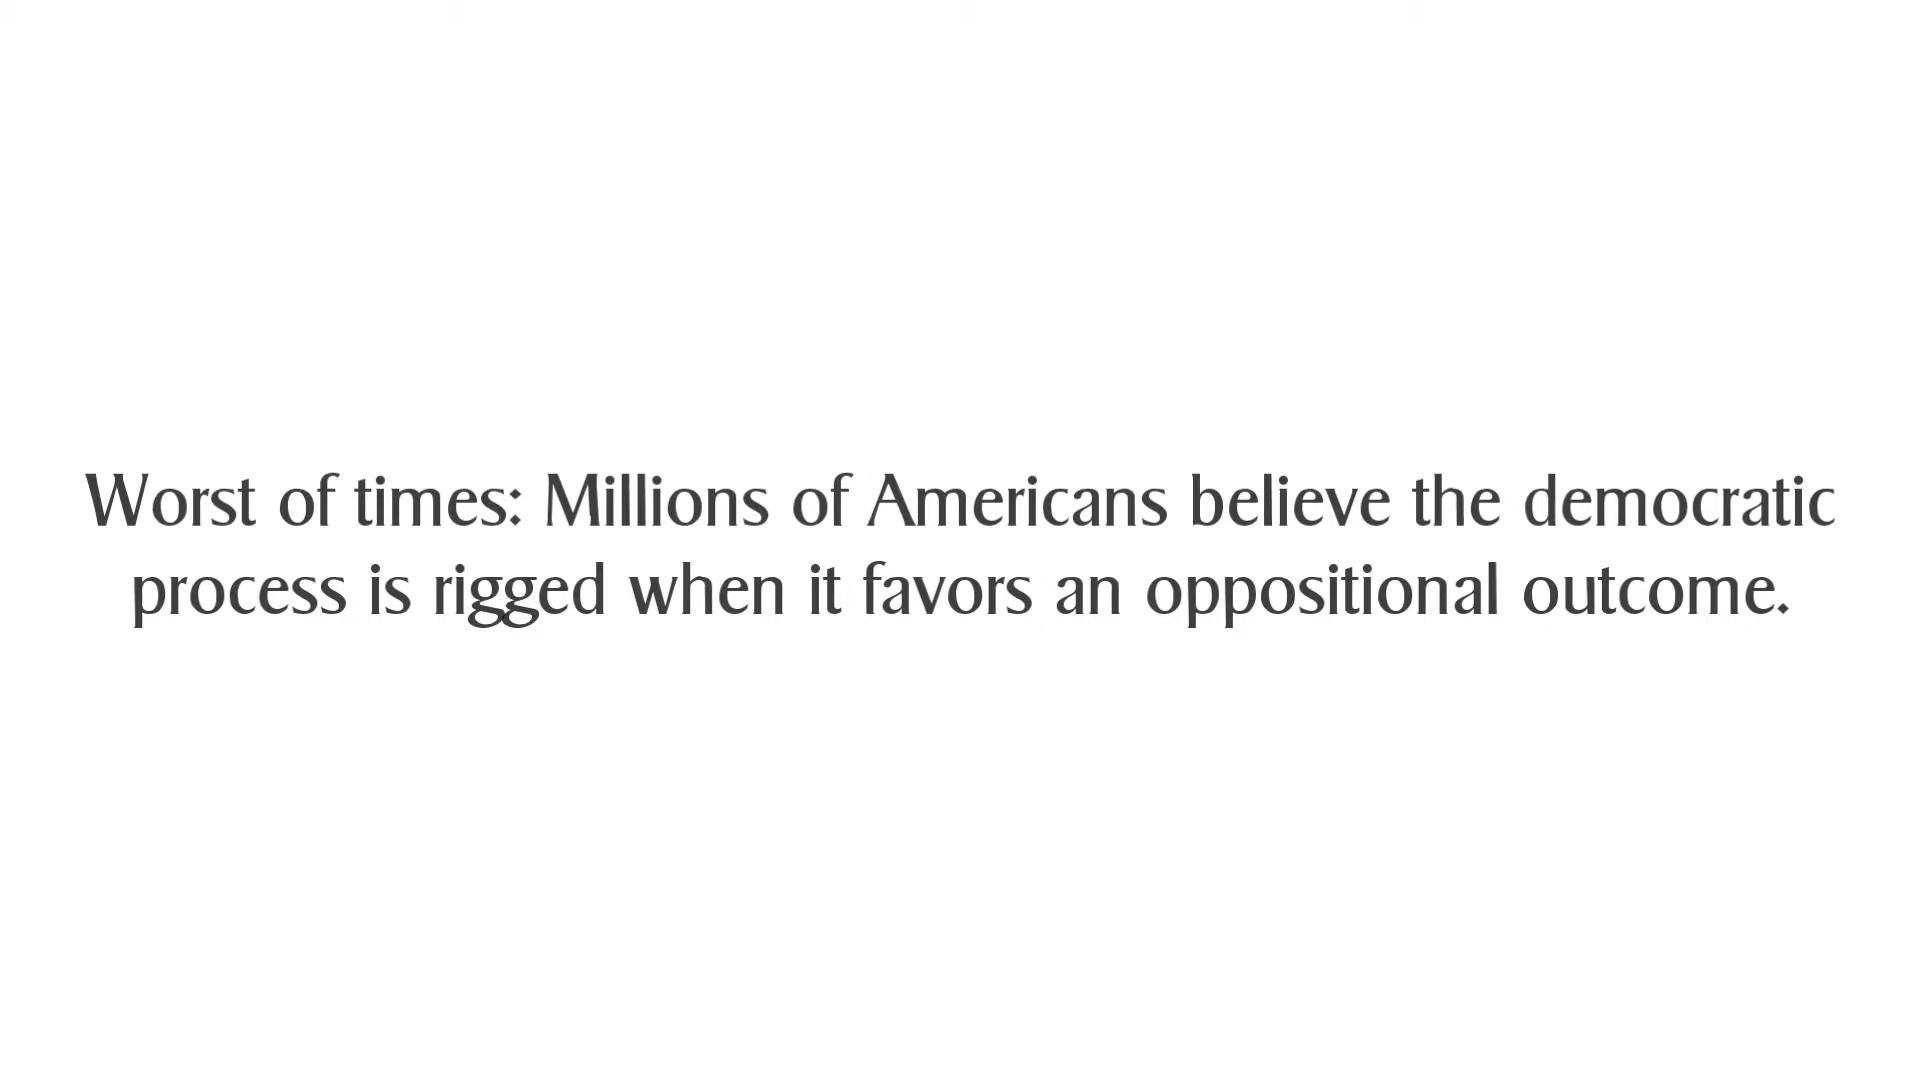 Worst of times: Millions of Americans believe the democratic
process is rigged when it favors an oppositional outcome.